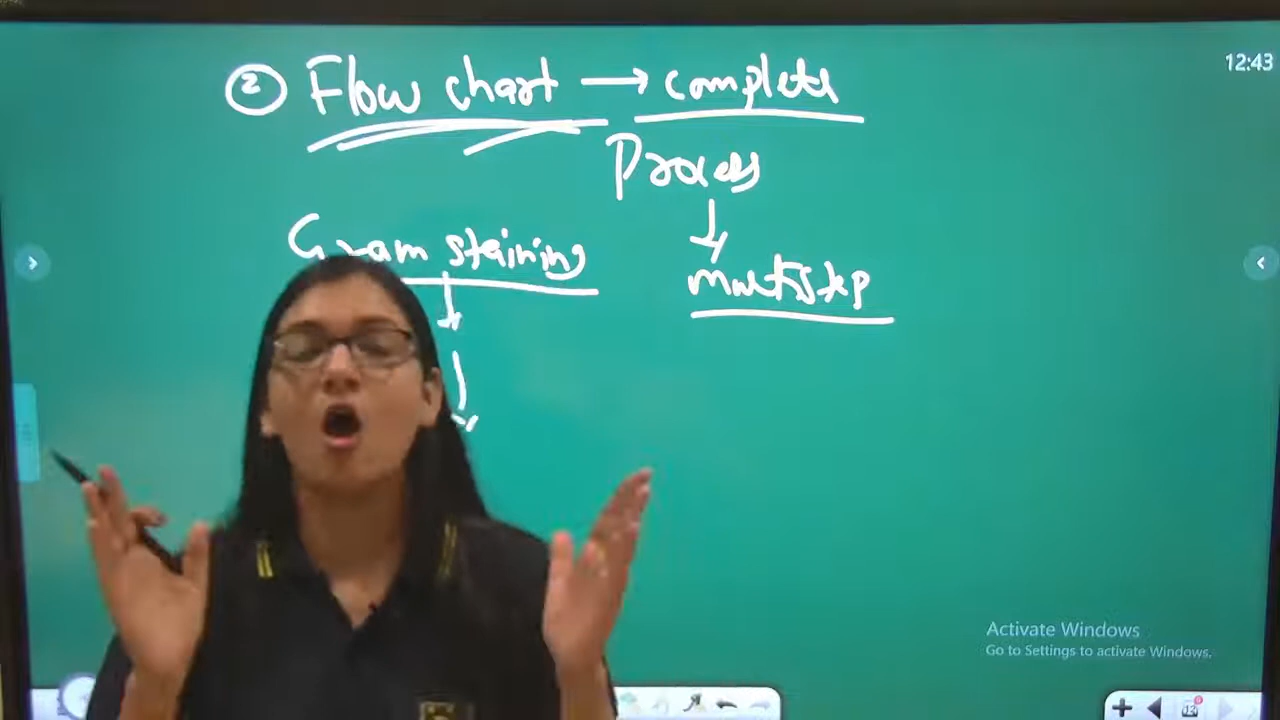 12:43
② Flow chart → complete
Process
↓
Gram staining
multistep
Activate Windows
Go to Settings to activate Windows.